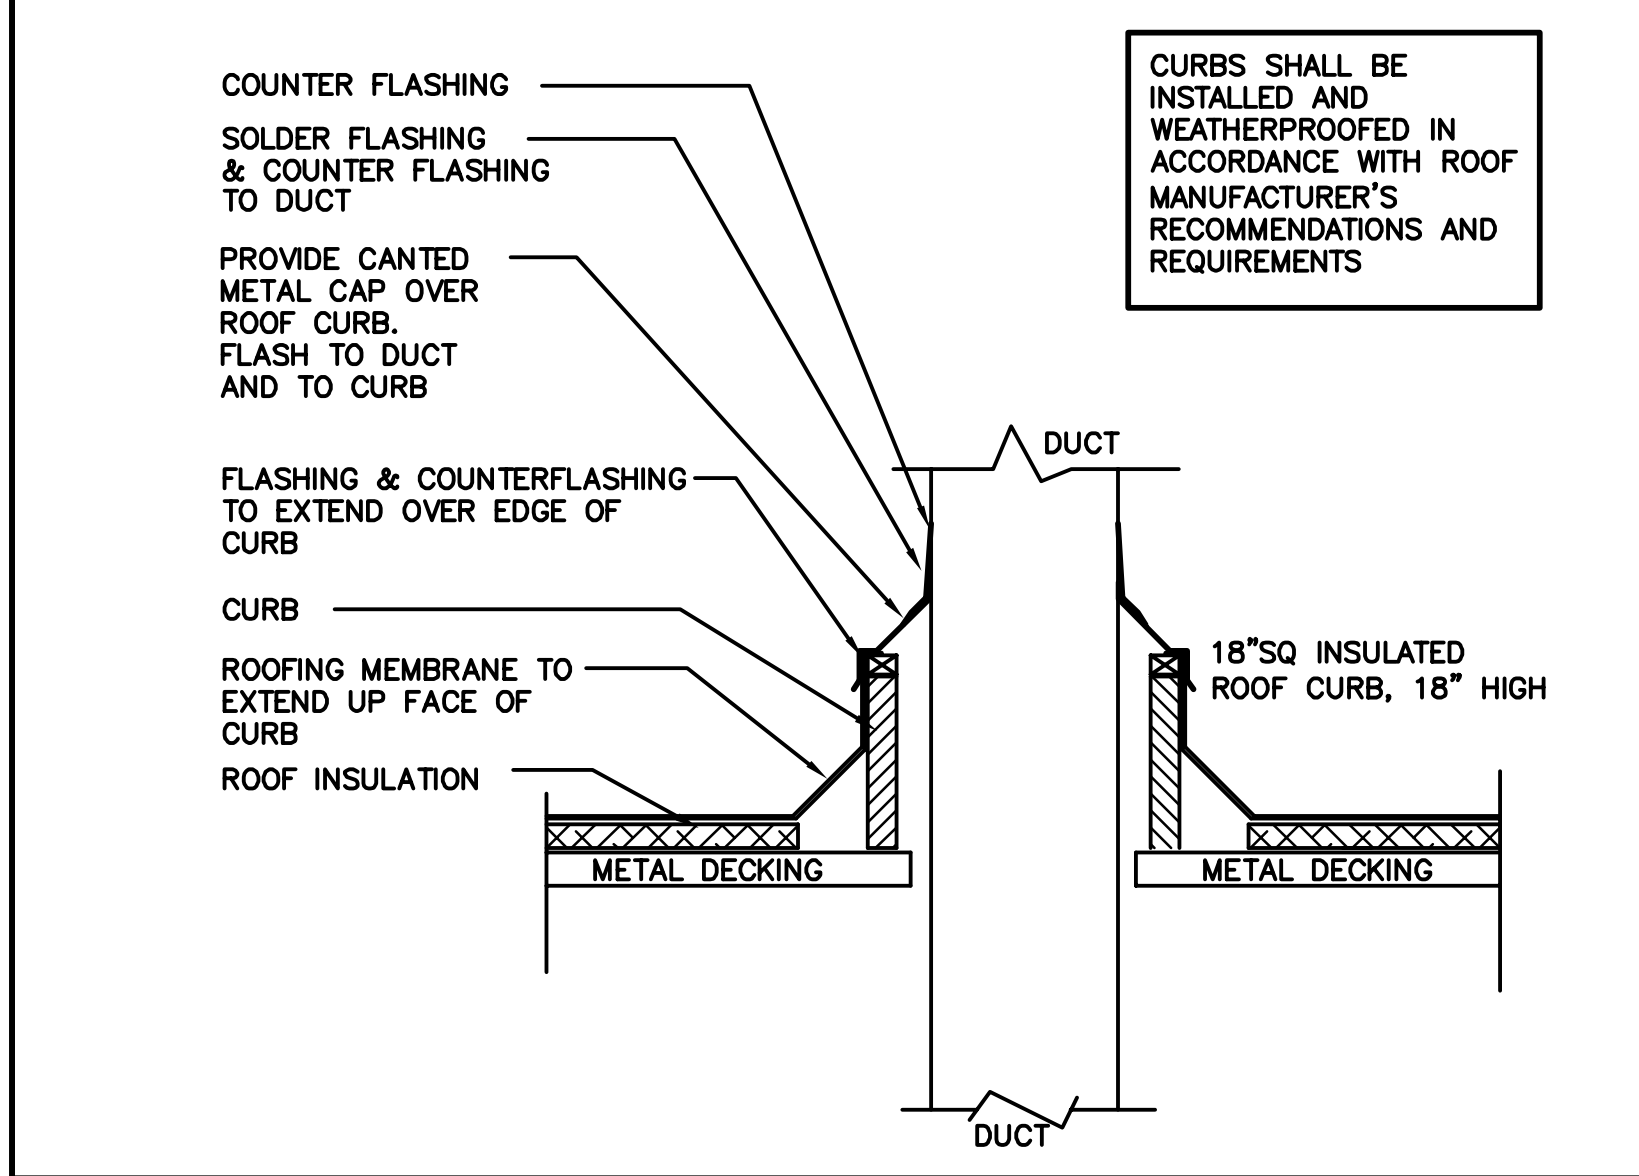 COUNTER FLASHING
SOLDER FLASHING
& COUNTER FLASHING
TO DUCT
PROVIDE CANTED
METAL CAP OVER
ROOF CURB.
FLASH TO DUCT
AND TO CURB
FLASHING & COUNTERFLASHING
TO EXTEND OVER EDGE OF
CURB
CURB
ROOFING MEMBRANE TO
EXTEND UP FACE OF
CURB
ROOF INSULATION
CURBS SHALL BE
INSTALLED AND
WEATHERPROOFED IN
ACCORDANCE WITH ROOF
MANUFACTURER'S
RECOMMENDATIONS AND
REQUIREMENTS
DUCT
18"SQ INSULATED
ROOF CURB, 18" HIGH
METAL DECKING
METAL DECKING
DUCT